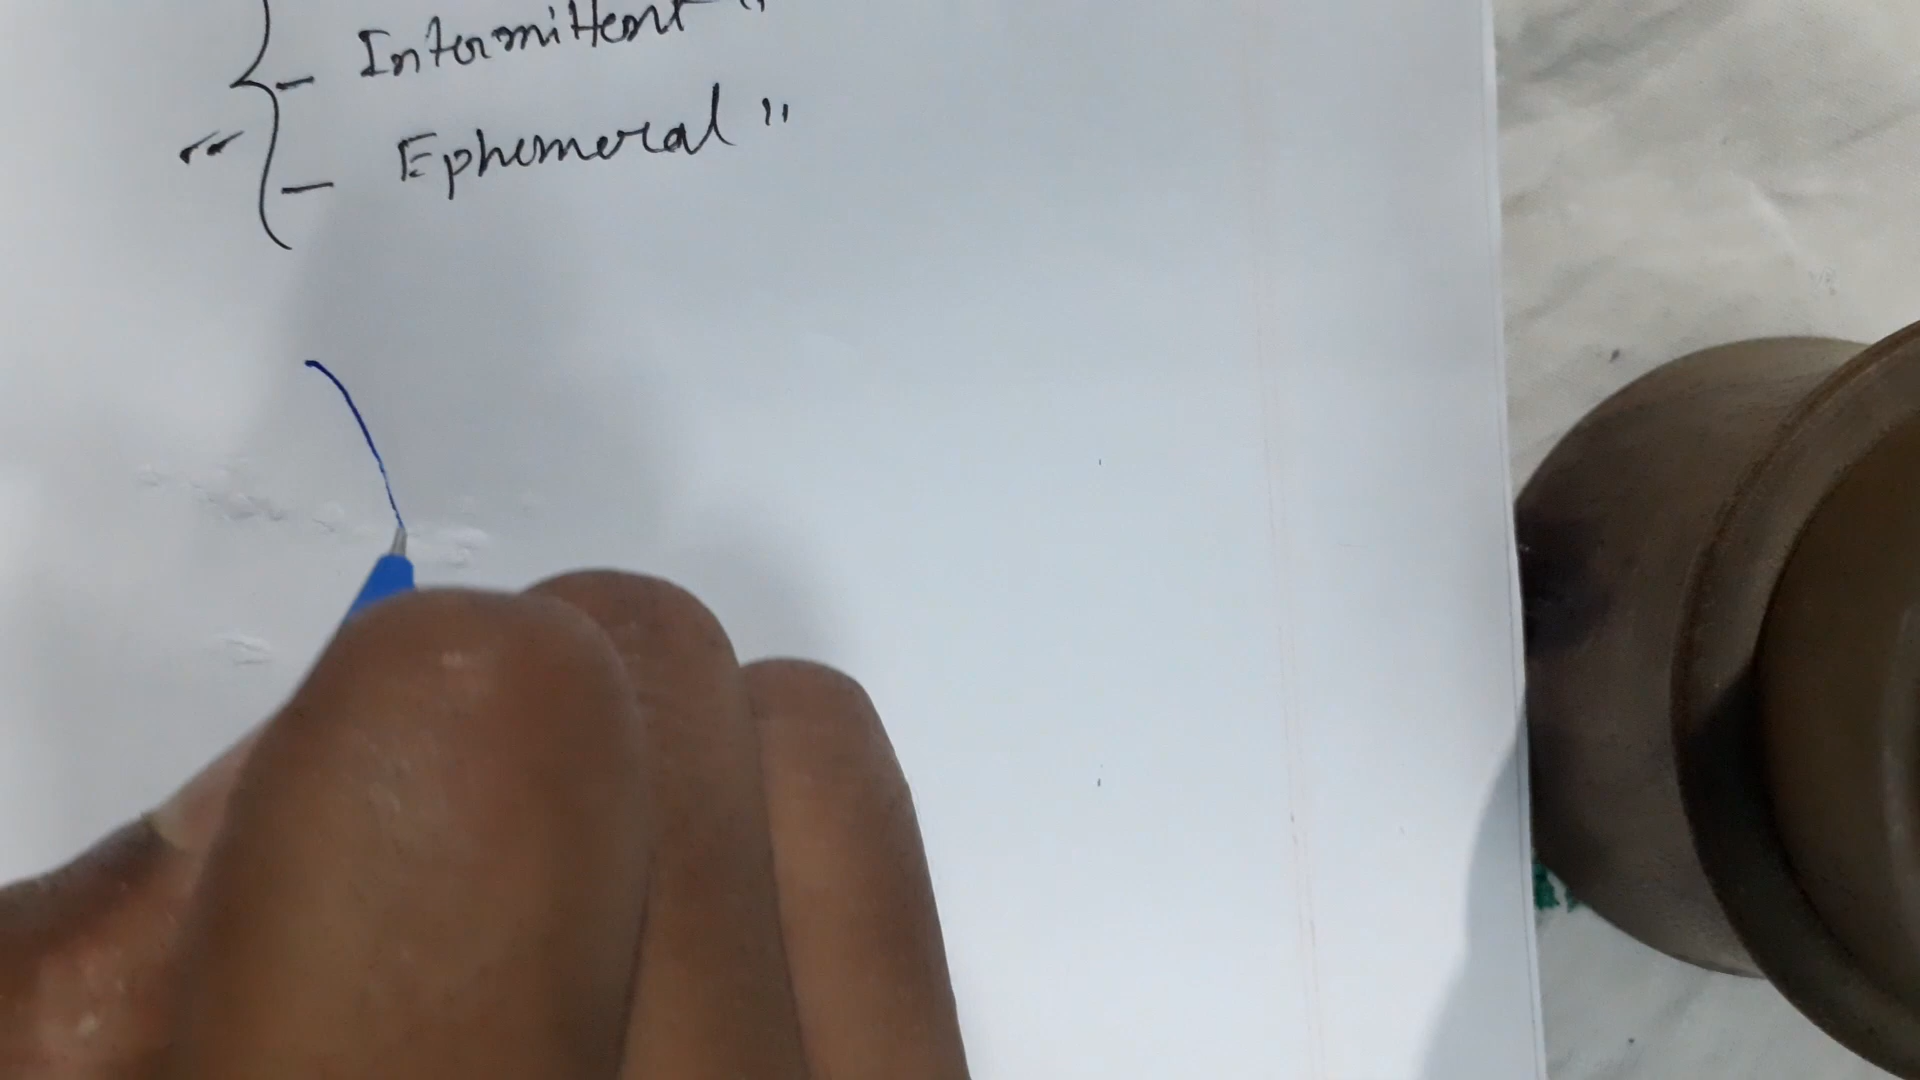 - Intermittent "
- Ephemeral "